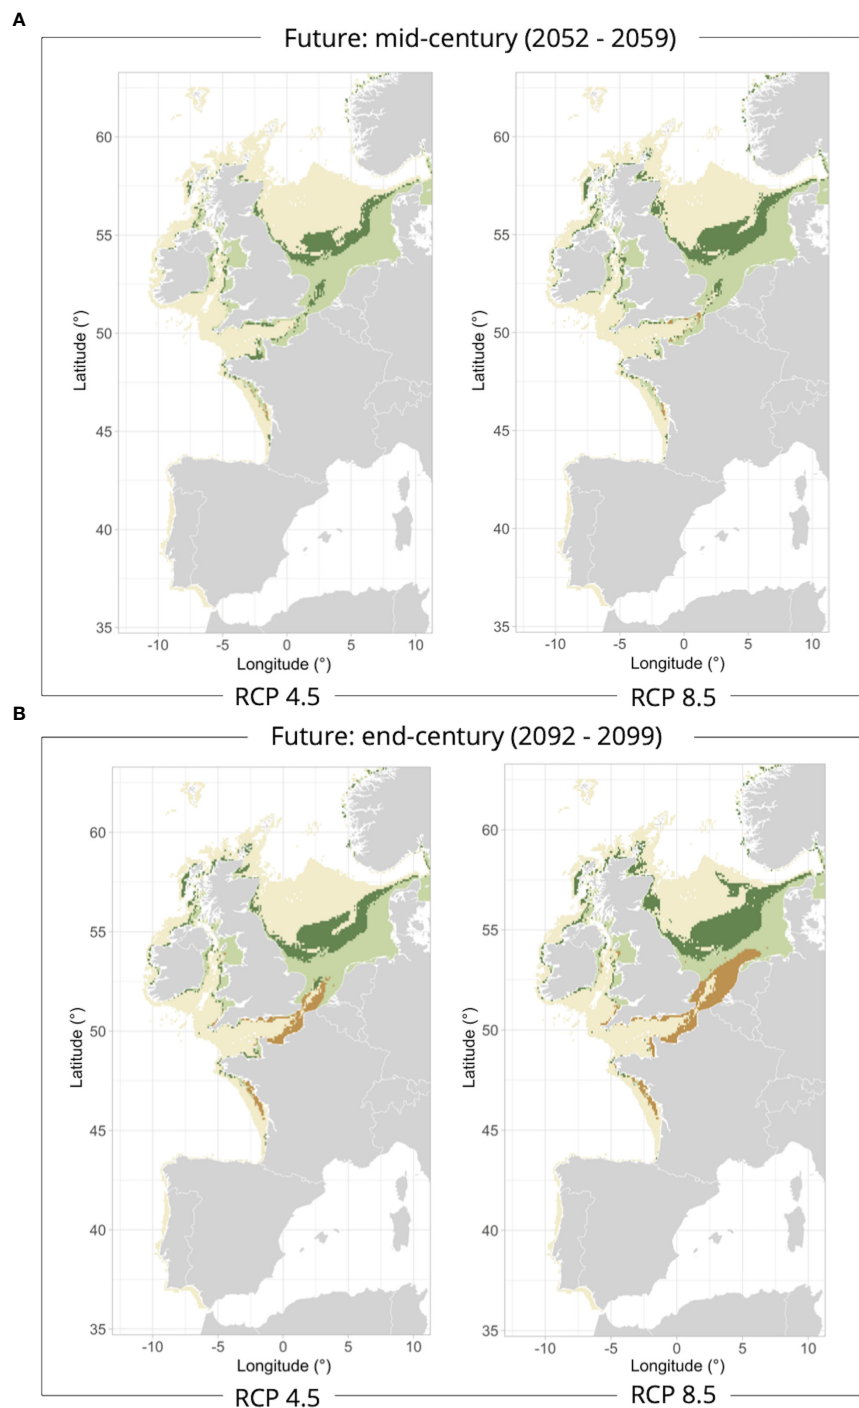 A
Future: mid-century (2052 - 2059)
60
55
50
45
40
35
Latitude (°)
-10 -5 0 5 10
Longitude (°)
60
55
50
45
40
35
Latitude (°)
-10 -5 0 5 10
Longitude (°)
RCP 4.5
RCP 8.5
B
Future: end-century (2092 - 2099)
60
55
50
45
40
35
Latitude (°)
-10 -5 0 5 10
Longitude (°)
60
55
50
45
40
35
Latitude (°)
-10 -5 0 5 10
Longitude (°)
RCP 4.5
RCP 8.5